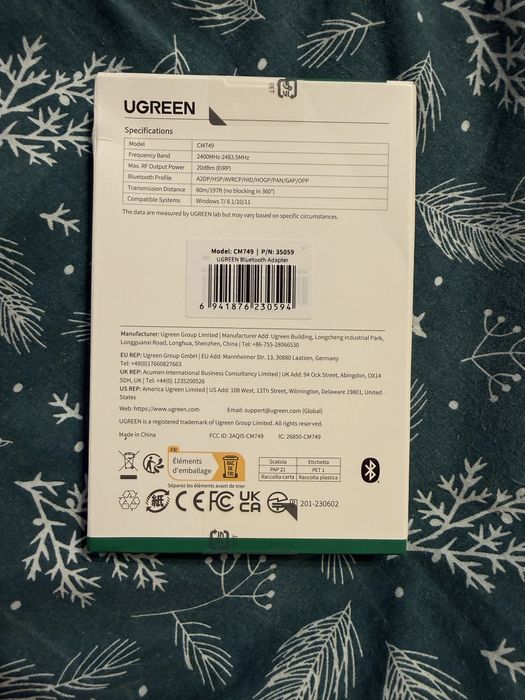 UGREEN
Specifications
Model CM749
Frequency Band 2400MHz-2483.5MHz
Max. RF Output Power 20dBm (EIRP)
Bluetooth Profile A2DP/HSP/AVRCP/HID/HOGP/PAN/GAP/OPP
Transmission Distance 60m/197ft (no blocking in 360°)
Compatible Systems Windows 7/ 8.1/10/11
The data are measured by UGREEN lab but may vary based on specific circumstances.
Model: CM749 | P/N: 35059
UGREEN Bluetooth Adapter
6 941876 230594
Manufacturer: Ugreen Group Limited | Manufacturer Add: Ugreen Building, Longcheng Industrial Park,
Longguanxi Road, Longhua, Shenzhen, China | Tel: +86-755-28066530
EU REP: Ugreen Group GmbH | EU Add: Mannheimer Str. 13, 30880 Laatzen, Germany
Tel: +49(0)17660827663
UK REP: Acumen International Business Consultancy Limited | UK Add: 94 Ock Street, Abingdon, OX14
5DH, UK | Tel: +44(0) 1235200526
US REP: America Ugreen Limited | US Add: 108 West, 13Th Street, Wilmington, Delaware 19801, United
States
Web: https://www.ugreen.com Email: support@ugreen.com (Global)
UGREEN is a registered trademark of Ugreen Group Limited. All rights reserved.
Made in China FCC ID: 2AQI5-CM749 IC: 26850-CM749
FR
Éléments
d'emballage
BAC
DE
TRI
Séparez les éléments avant de trier
Scatola Etichetta
PAP 21 PET 1
Raccolta carta Raccolta plastica
紙 CE FC UK
CA
R 201-230602